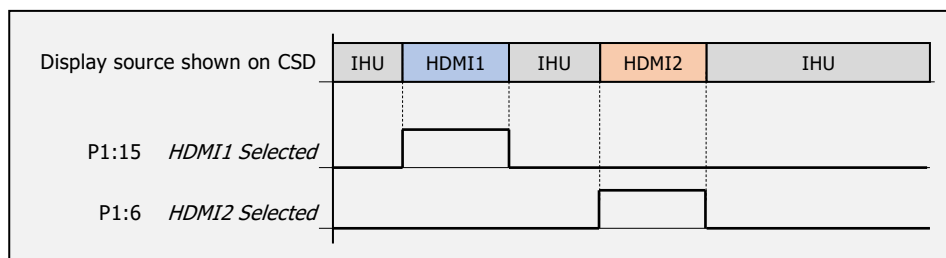 Display source shown on CSD IHU HDMI1 IHU HDMI2 IHU
P1:15 HDMI1 Selected
P1:6 HDMI2 Selected